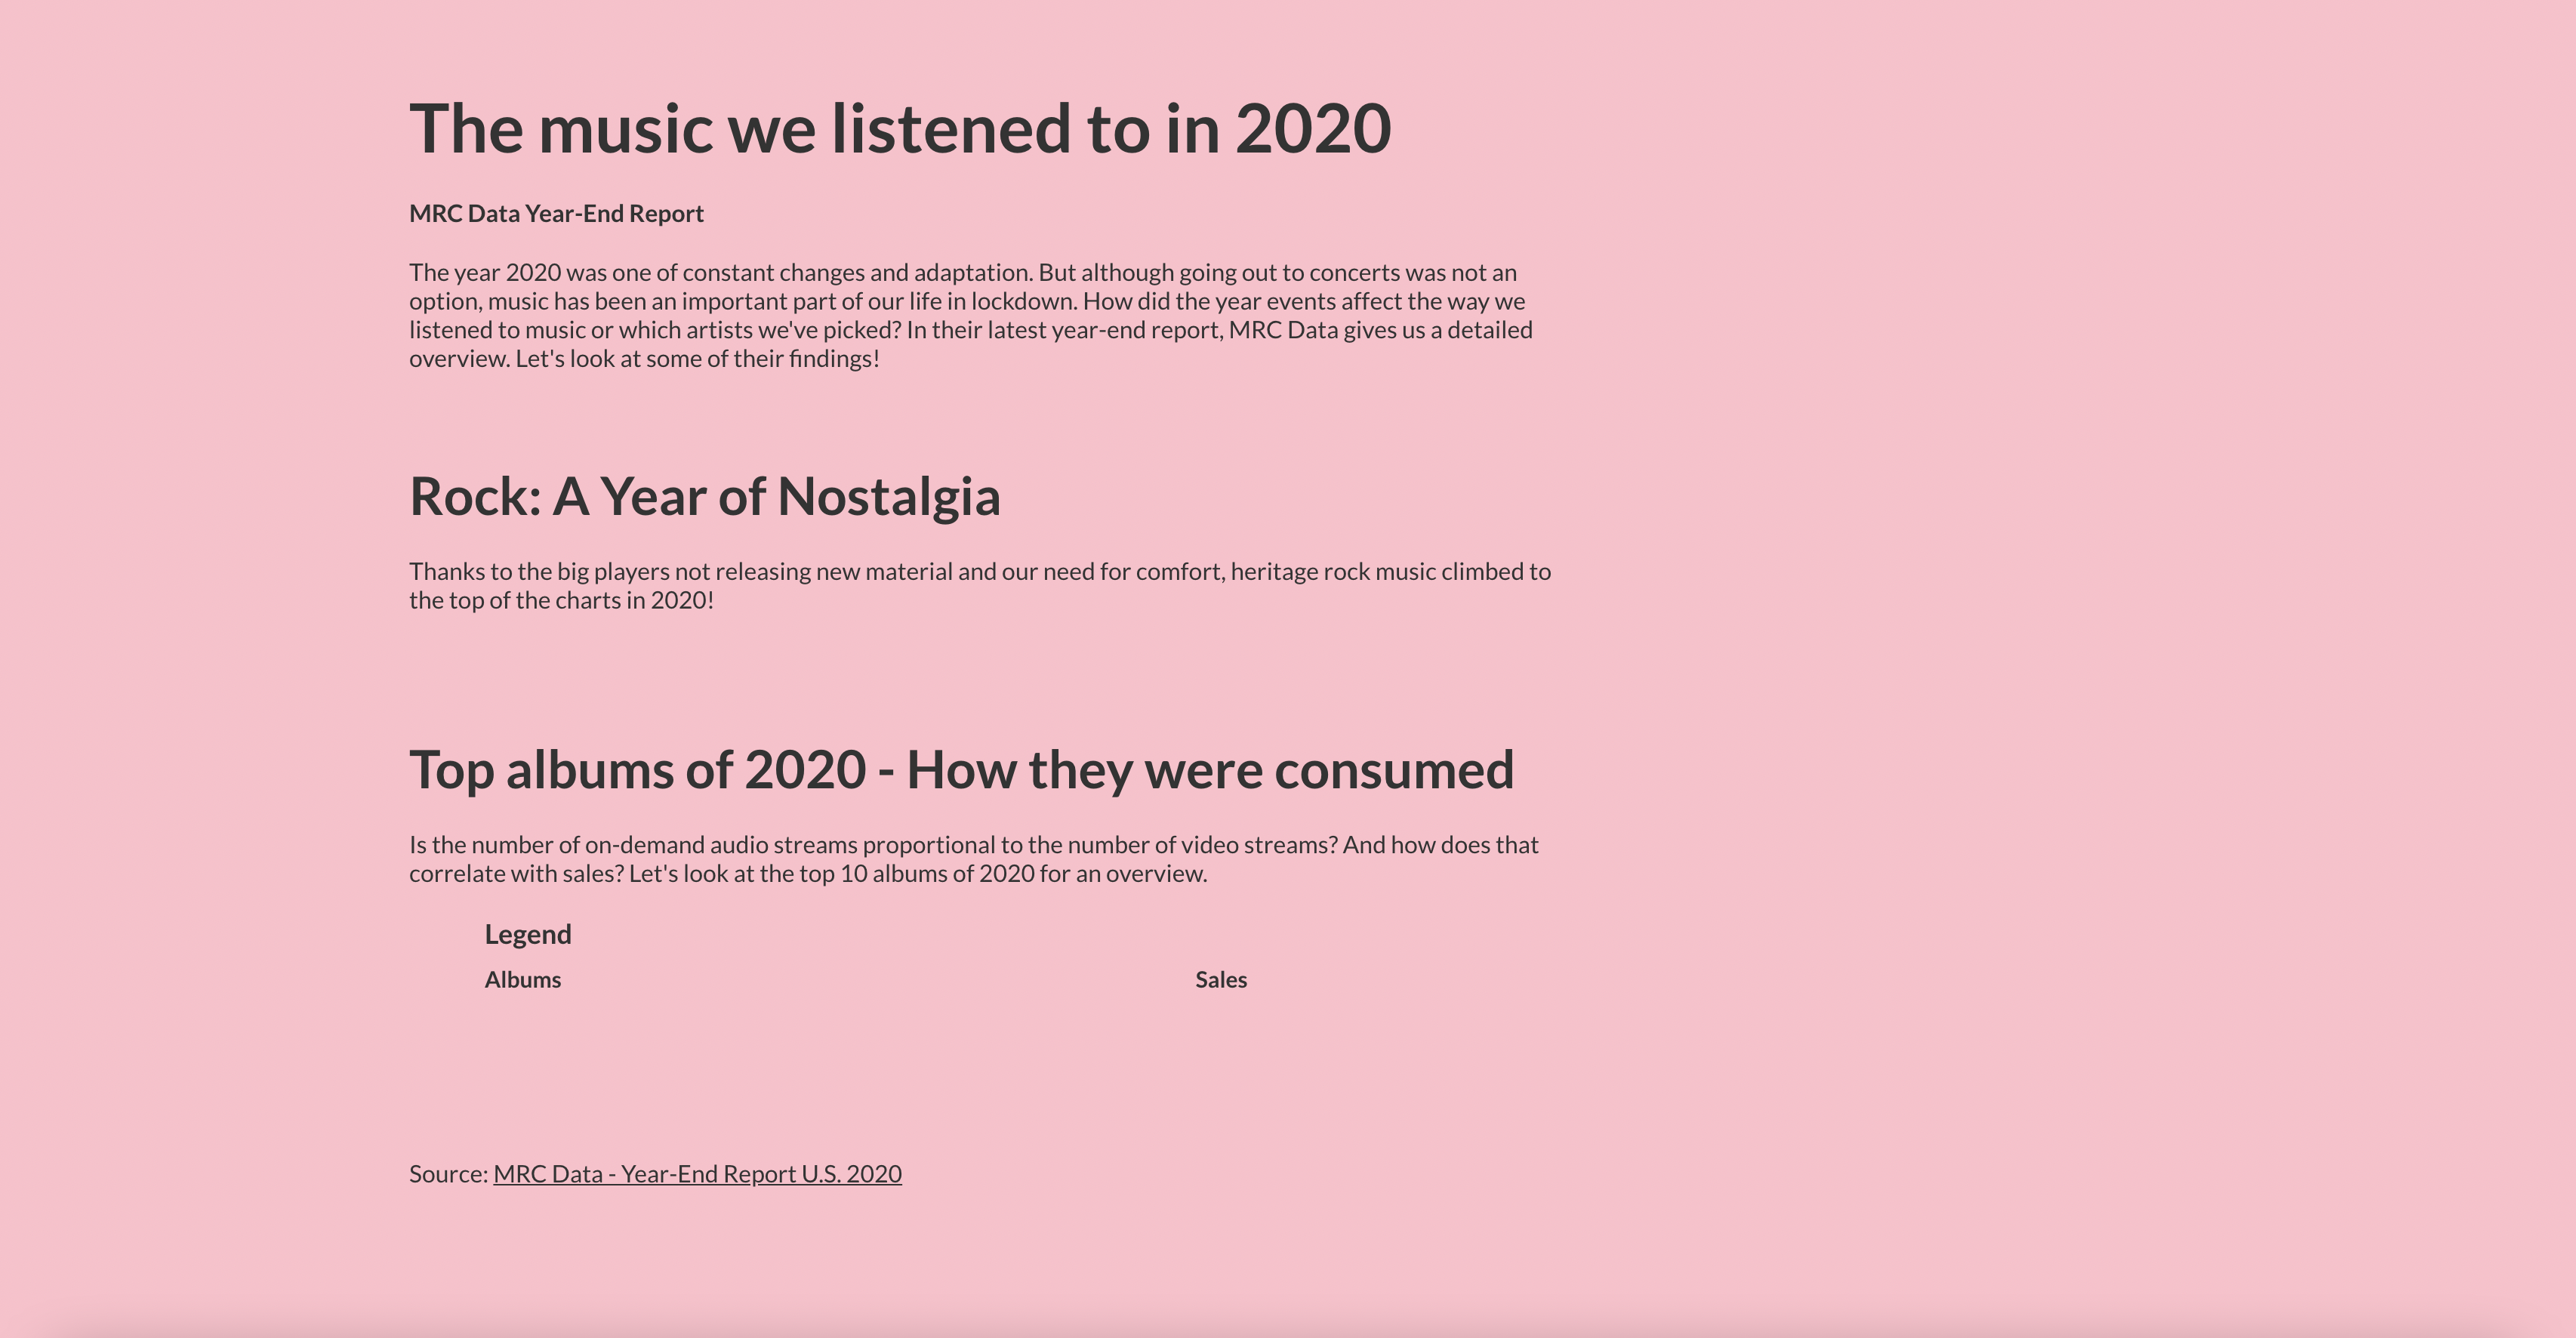 The music we listened to in 2020
MRC Data Year-End Report
The year 2020 was one of constant changes and adaptation. But although going out to concerts was not an
option, music has been an important part of our life in lockdown. How did the year events affect the way we
listened to music or which artists we've picked? In their latest year-end report, MRC Data gives us a detailed
overview. Let's look at some of their findings!
Rock: A Year of Nostalgia
Thanks to the big players not releasing new material and our need for comfort, heritage rock music climbed to
the top of the charts in 2020!
Top albums of 2020 - How they were consumed
Is the number of on-demand audio streams proportional to the number of video streams? And how does that
correlate with sales? Let's look at the top 10 albums of 2020 for an overview.
Legend
Albums Sales
Source: MRC Data - Year-End Report U.S. 2020